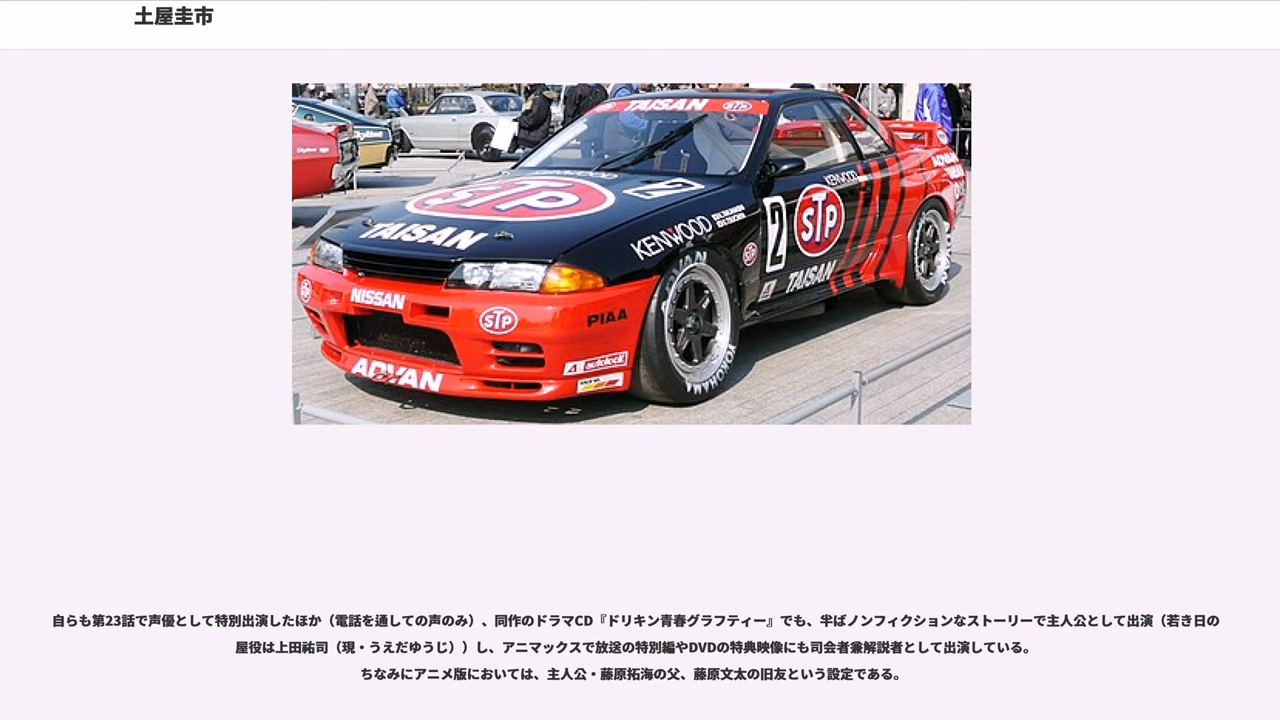 土屋圭市
TAISAN
STP
STP
2
TAISAN
KENWOOD
KENWOOD
2
STP
TAISAN
ADVAN
NISSAN
STP
PIAA
ADVAN
ADVAN
YOKOHAMA
自らも第23話で声優として特別出演したほか（電話を通しての声のみ）、同作のドラマCD『ドリキン青春グラフティー』でも、半ばノンフィクションなストーリーで主人公として出演（若き日の
屋役は上田祐司（現・うえだゆうじ））し、アニマックスで放送の特別編やDVDの特典映像にも司会者兼解説者として出演している。
ちなみにアニメ版においては、主人公・藤原拓海の父、藤原文太の旧友という設定である。